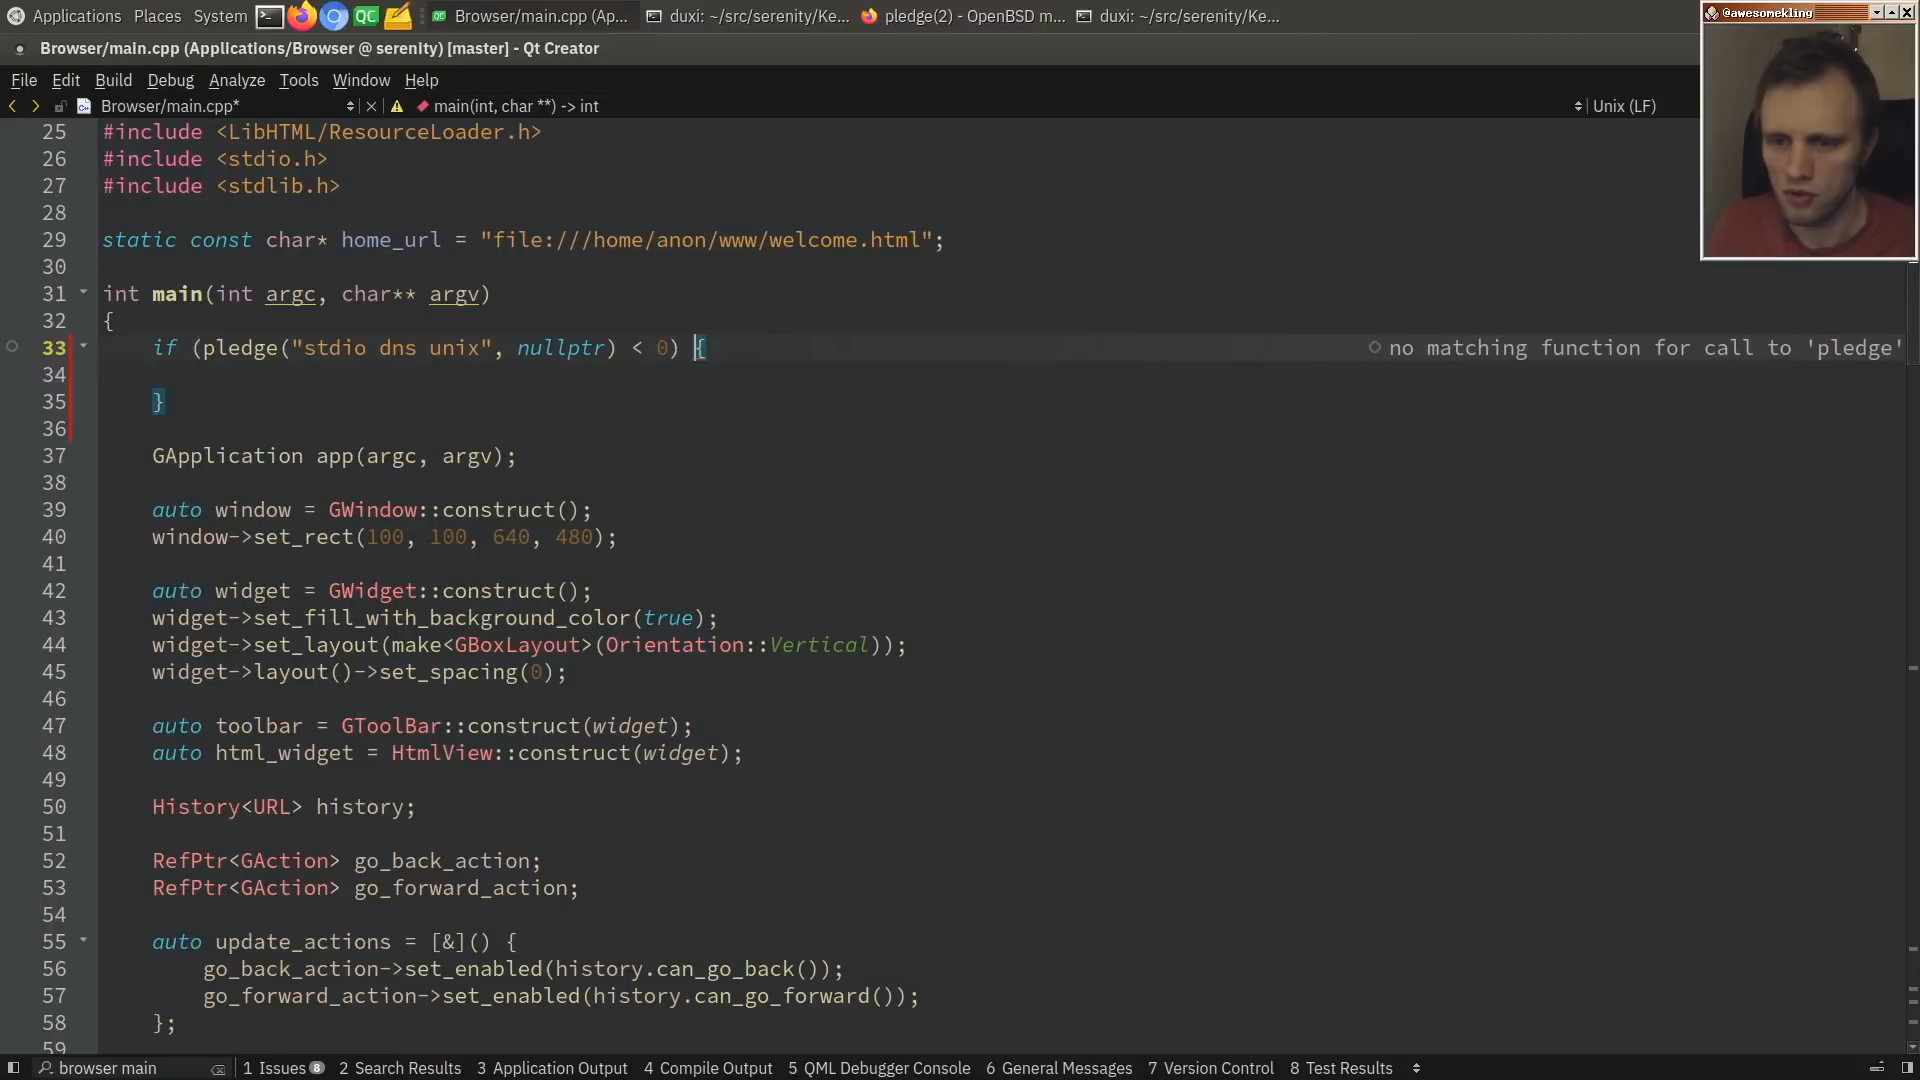 Applications Places System Browser/main.cpp (Ap... duxi: ~/src/serenity/Ke... pledge(2) - OpenBSD m... duxi: ~/src/serenity/Ke...
@awesomekling
Browser/main.cpp (Applications/Browser @ serenity) [master] - Qt Creator
File Edit Build Debug Analyze Tools Window Help
Browser/main.cpp* main(int, char **) -> int Unix (LF)
25 #include <LibHTML/ResourceLoader.h>
26 #include <stdio.h>
27 #include <stdlib.h>
28
29 static const char* home_url = "file:///home/anon/www/welcome.html";
30
31 int main(int argc, char** argv)
32 {
33 if (pledge("stdio dns unix", nullptr) < 0) { no matching function for call to 'pledge'
34
35 }
36
37 GApplication app(argc, argv);
38
39 auto window = GWindow::construct();
40 window->set_rect(100, 100, 640, 480);
41
42 auto widget = GWidget::construct();
43 widget->set_fill_with_background_color(true);
44 widget->set_layout(make<GBoxLayout>(Orientation::Vertical));
45 widget->layout()->set_spacing(0);
46
47 auto toolbar = GToolBar::construct(widget);
48 auto html_widget = HtmlView::construct(widget);
49
50 History<URL> history;
51
52 RefPtr<GAction> go_back_action;
53 RefPtr<GAction> go_forward_action;
54
55 auto update_actions = [&]() {
56 go_back_action->set_enabled(history.can_go_back());
57 go_forward_action->set_enabled(history.can_go_forward());
58 };
59
browser main 1 Issues 8 2 Search Results 3 Application Output 4 Compile Output 5 QML Debugger Console 6 General Messages 7 Version Control 8 Test Results